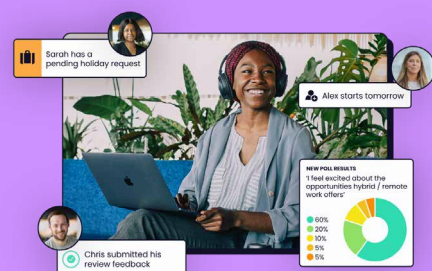 Sarah has a
pending holiday request
Alex starts tomorrow
NEW POLL RESULTS
'I feel excited about the
opportunities hybrid / remote
work offers'
60%
20%
10%
5%
5%
Chris submitted his
review feedback